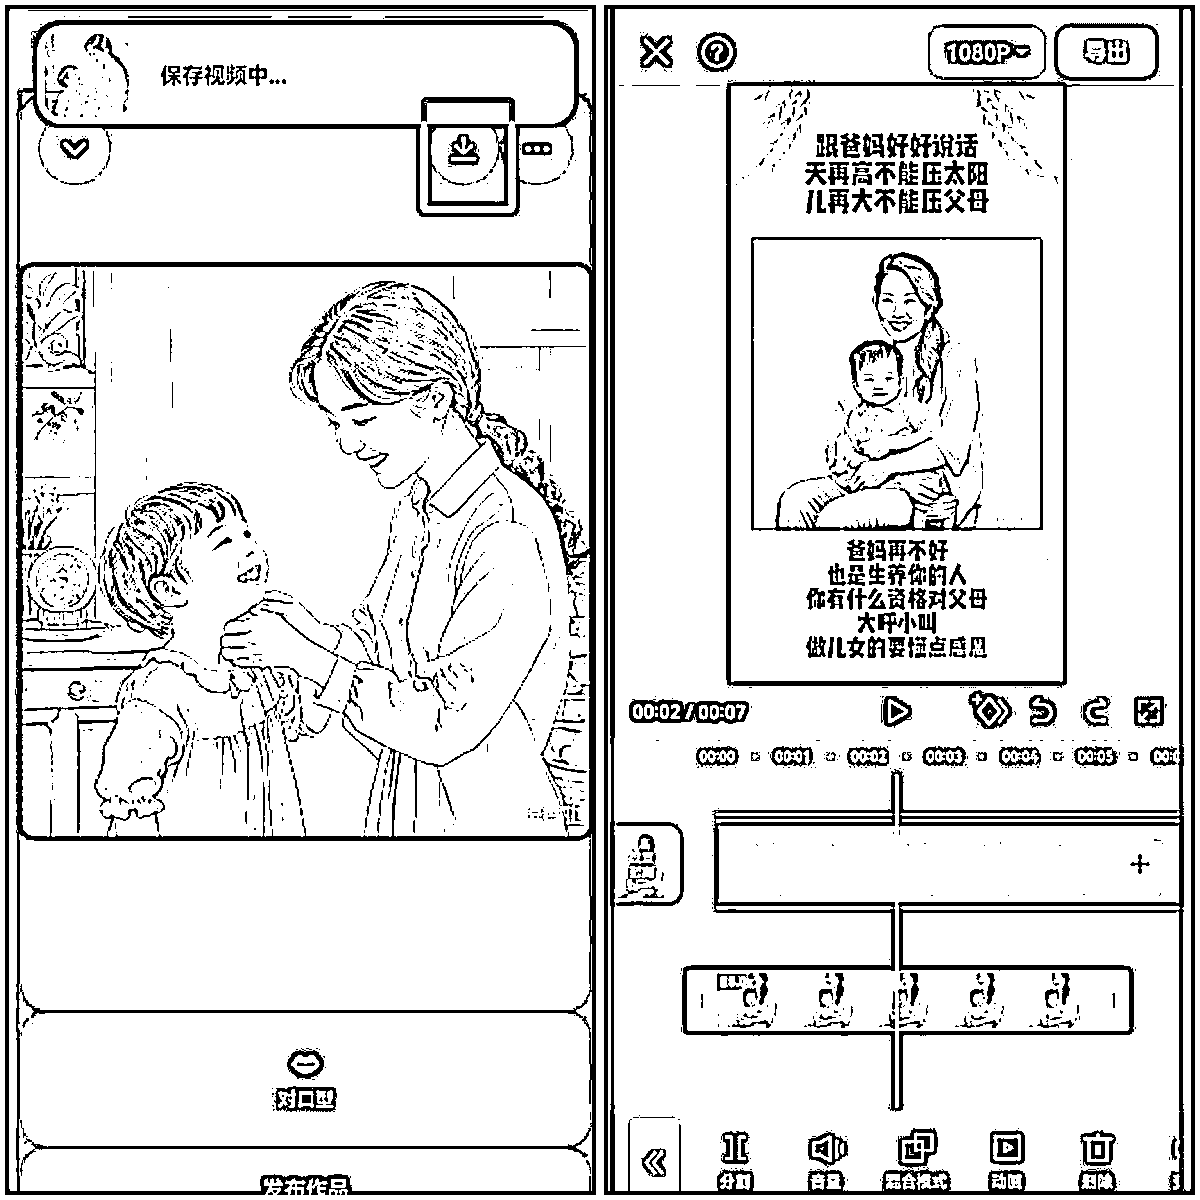 保存视频中...
对口型
发布作品
1080P
导出
跟爸妈好好说话
天再高不能压太阳
儿再大不能压父母
爸妈再不好
也是生养你的人
你有什么资格对父母
大呼小叫
做儿女的要懂点感恩
00:02 / 00:07
00:00 00:01 00:02 00:03 00:04 00:05
分割 音量 混合模式 动画 删除